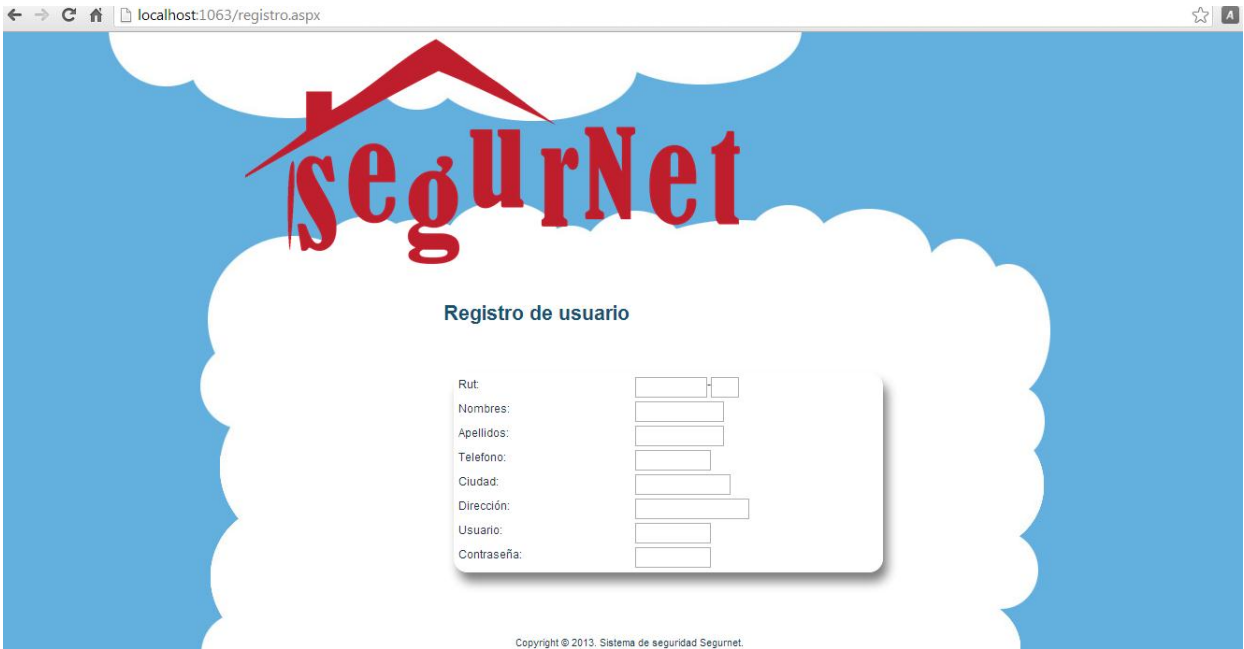 localhost:1063/registro.aspx
A
segurNet
Registro de usuario
Rut: -
Nombres:
Apellidos:
Telefono:
Ciudad:
Dirección:
Usuario:
Contraseña:
Copyright © 2013. Sistema de seguridad Segurnet.